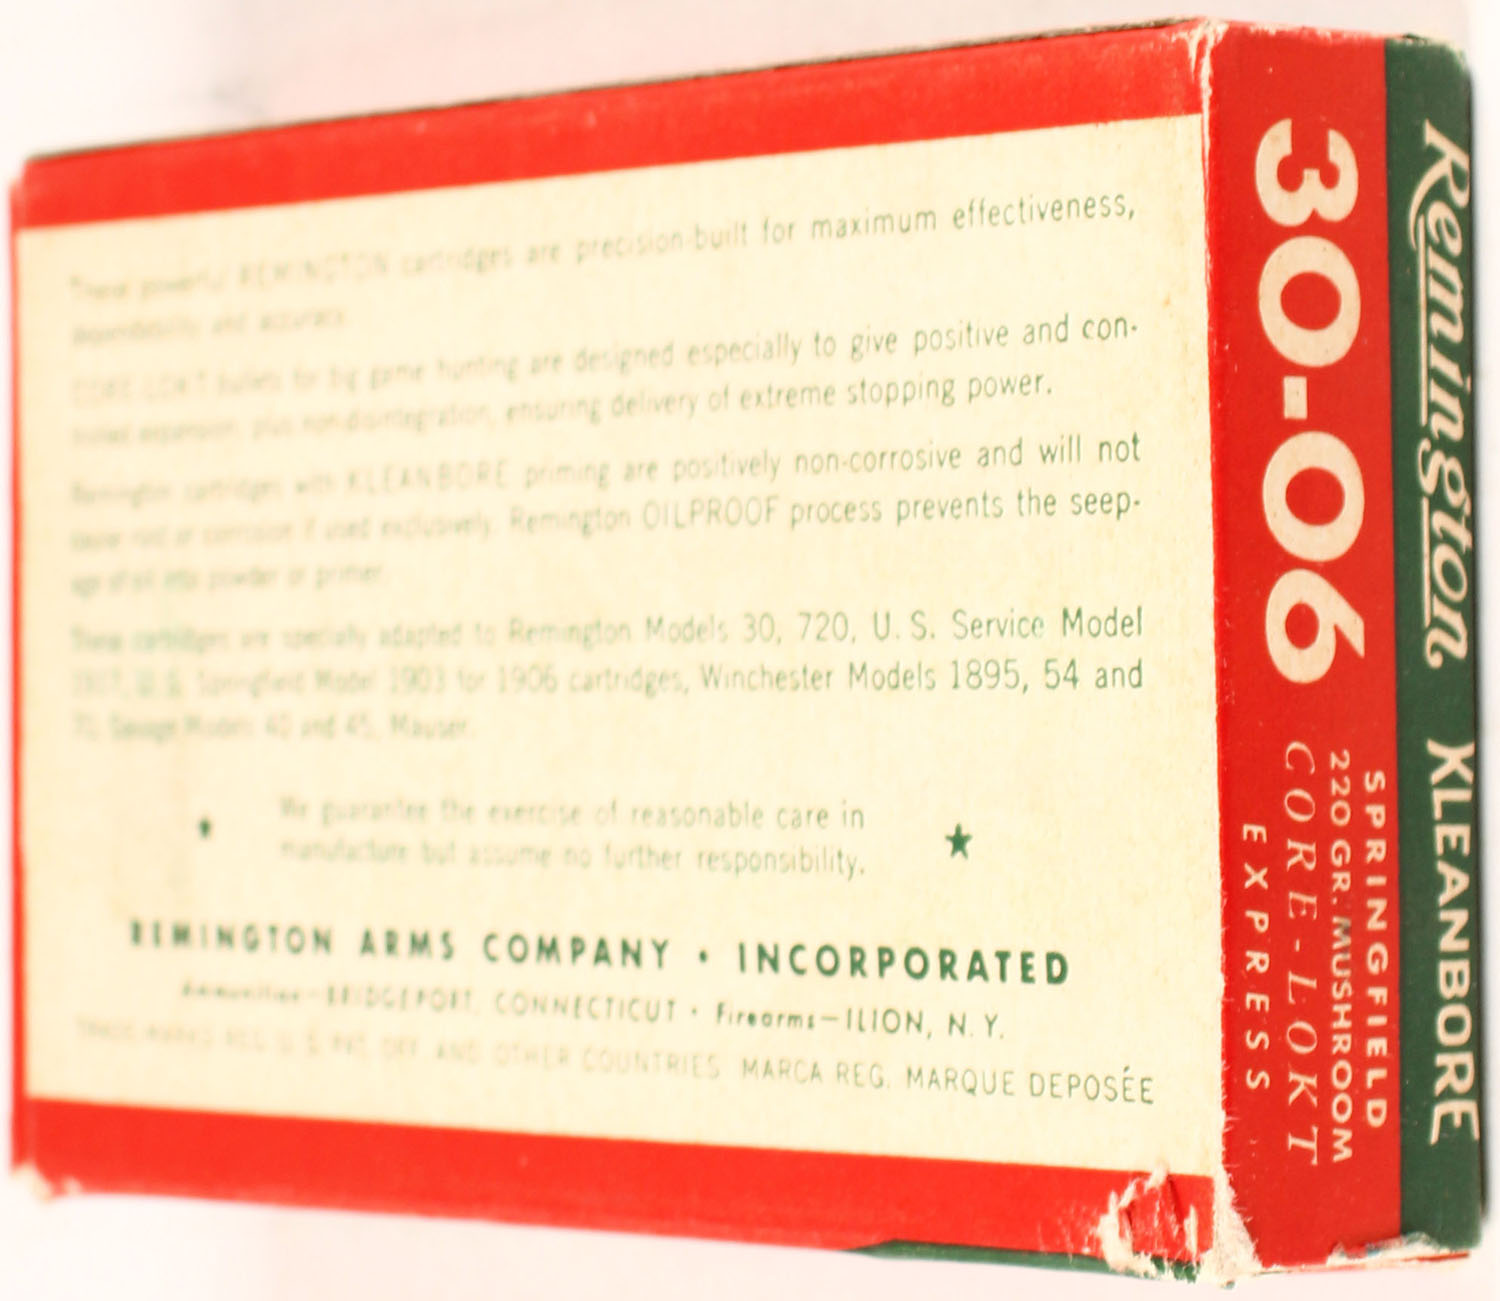 These powerful REMINGTON cartridges are precision-built for maximum effectiveness,
dependability and accuracy.
CORE-LOKT bullets for big game hunting are designed especially to give positive and con-
trolled expansion, plus non-disintegration, ensuring delivery of extreme stopping power.
Remington cartridges with KLEANBORE priming are positively non-corrosive and will not
cause rust or corrosion if used exclusively. Remington OILPROOF process prevents the seep-
age of oil into powder or primer.
These cartridges are specially adapted to Remington Models 30, 720, U. S. Service Model
1917, U. S. Springfield Model 1903 for 1906 cartridges, Winchester Models 1895, 54 and
70, Savage Models 40 and 45, Mauser.
We guarantee the exercise of reasonable care in
manufacture but assume no further responsibility.
REMINGTON ARMS COMPANY • INCORPORATED
Ammunition—BRIDGEPORT, CONNECTICUT • Firearms—ILION, N. Y.
TRADE MARKS REG. U. S. PAT. OFF. AND OTHER COUNTRIES MARCA REG. MARQUE DEPOSÉE
Remington KLEANBORE
30-06
SPRINGFIELD
220 GR. MUSHROOM
CORE-LOKT
EXPRESS